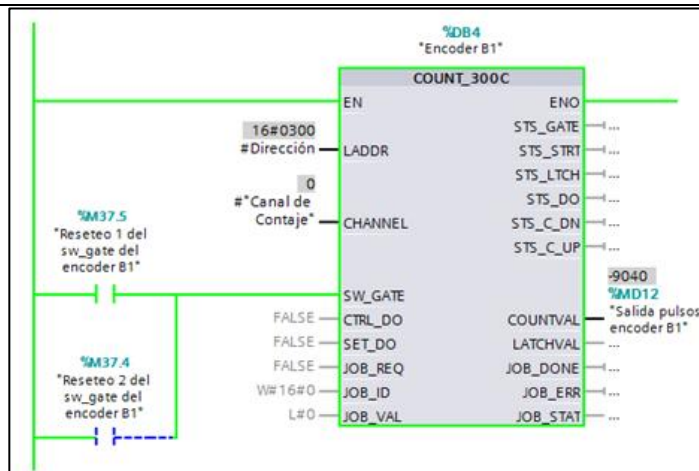 %DB4
"Encoder B1"
COUNT_300C
EN ENO
STS_GATE ...
16#0300
#Dirección LADDR STS_STRT ...
STS_LTCH ...
0
STS_DO ...
#"Canal de
Contaje" CHANNEL STS_C_DN ...
STS_C_UP ...
%M37.5
"Reseteo 1 del
sw_gate del
encoder B1"
-9040
SW_GATE %MD12
FALSE CTRL_DO COUNTVAL "Salida pulsos
encoder B1"
FALSE SET_DO LATCHVAL ...
%M37.4
FALSE JOB_REQ JOB_DONE ...
"Reseteo 2 del
sw_gate del
encoder B1"
W#16#0 JOB_ID JOB_ERR ...
L#0 JOB_VAL JOB_STAT ...